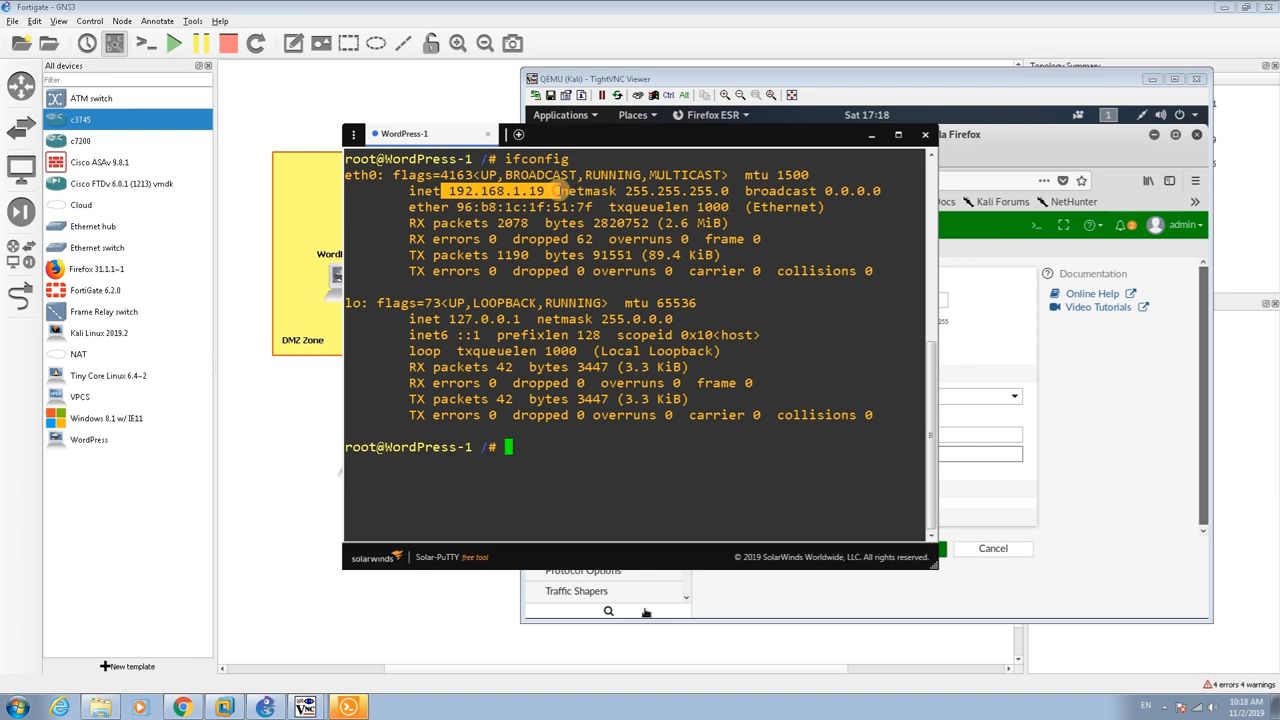 Fortigate - GNS3
File Edit View Control Node Annotate Tools Help
All devices
Filter
ATM switch
c3745
c7200
Cisco ASAv 9.8.1
Cisco FTDv 6.0.1 (1213) vmdk
Cloud
Ethernet hub
Ethernet switch
Firefox 31.1.1~1
FortiGate 6.2.0
Frame Relay switch
Kali Linux 2019.2
NAT
Tiny Core Linux 6.4~2
VPCS
Windows 8.1 w/ IE11
WordPress
New template
DMZ Zone
Topology Summary
QEMU (Kali) - TightVNC Viewer
Ctrl Alt
Applications Places Firefox ESR Sat 17:18 1
la Firefox
Docs Kali Forums NetHunter
2 admin
Documentation
Online Help
Video Tutorials
Cancel
Protocol Options
Traffic Shapers
WordPress-1
root@WordPress-1 /# ifconfig
eth0: flags=4163<UP,BROADCAST,RUNNING,MULTICAST> mtu 1500
inet 192.168.1.19 netmask 255.255.255.0 broadcast 0.0.0.0
ether 96:b8:1c:1f:51:7f txqueuelen 1000 (Ethernet)
RX packets 2078 bytes 2820752 (2.6 MiB)
RX errors 0 dropped 62 overruns 0 frame 0
TX packets 1190 bytes 91551 (89.4 KiB)
TX errors 0 dropped 0 overruns 0 carrier 0 collisions 0
lo: flags=73<UP,LOOPBACK,RUNNING> mtu 65536
inet 127.0.0.1 netmask 255.0.0.0
inet6 ::1 prefixlen 128 scopeid 0x10<host>
loop txqueuelen 1000 (Local Loopback)
RX packets 42 bytes 3447 (3.3 KiB)
RX errors 0 dropped 0 overruns 0 frame 0
TX packets 42 bytes 3447 (3.3 KiB)
TX errors 0 dropped 0 overruns 0 carrier 0 collisions 0
root@WordPress-1 /#
solarwinds Solar-PuTTY free tool © 2019 SolarWinds Worldwide, LLC. All rights reserved.
4 errors 4 warnings
EN 10:18 AM
11/2/2019